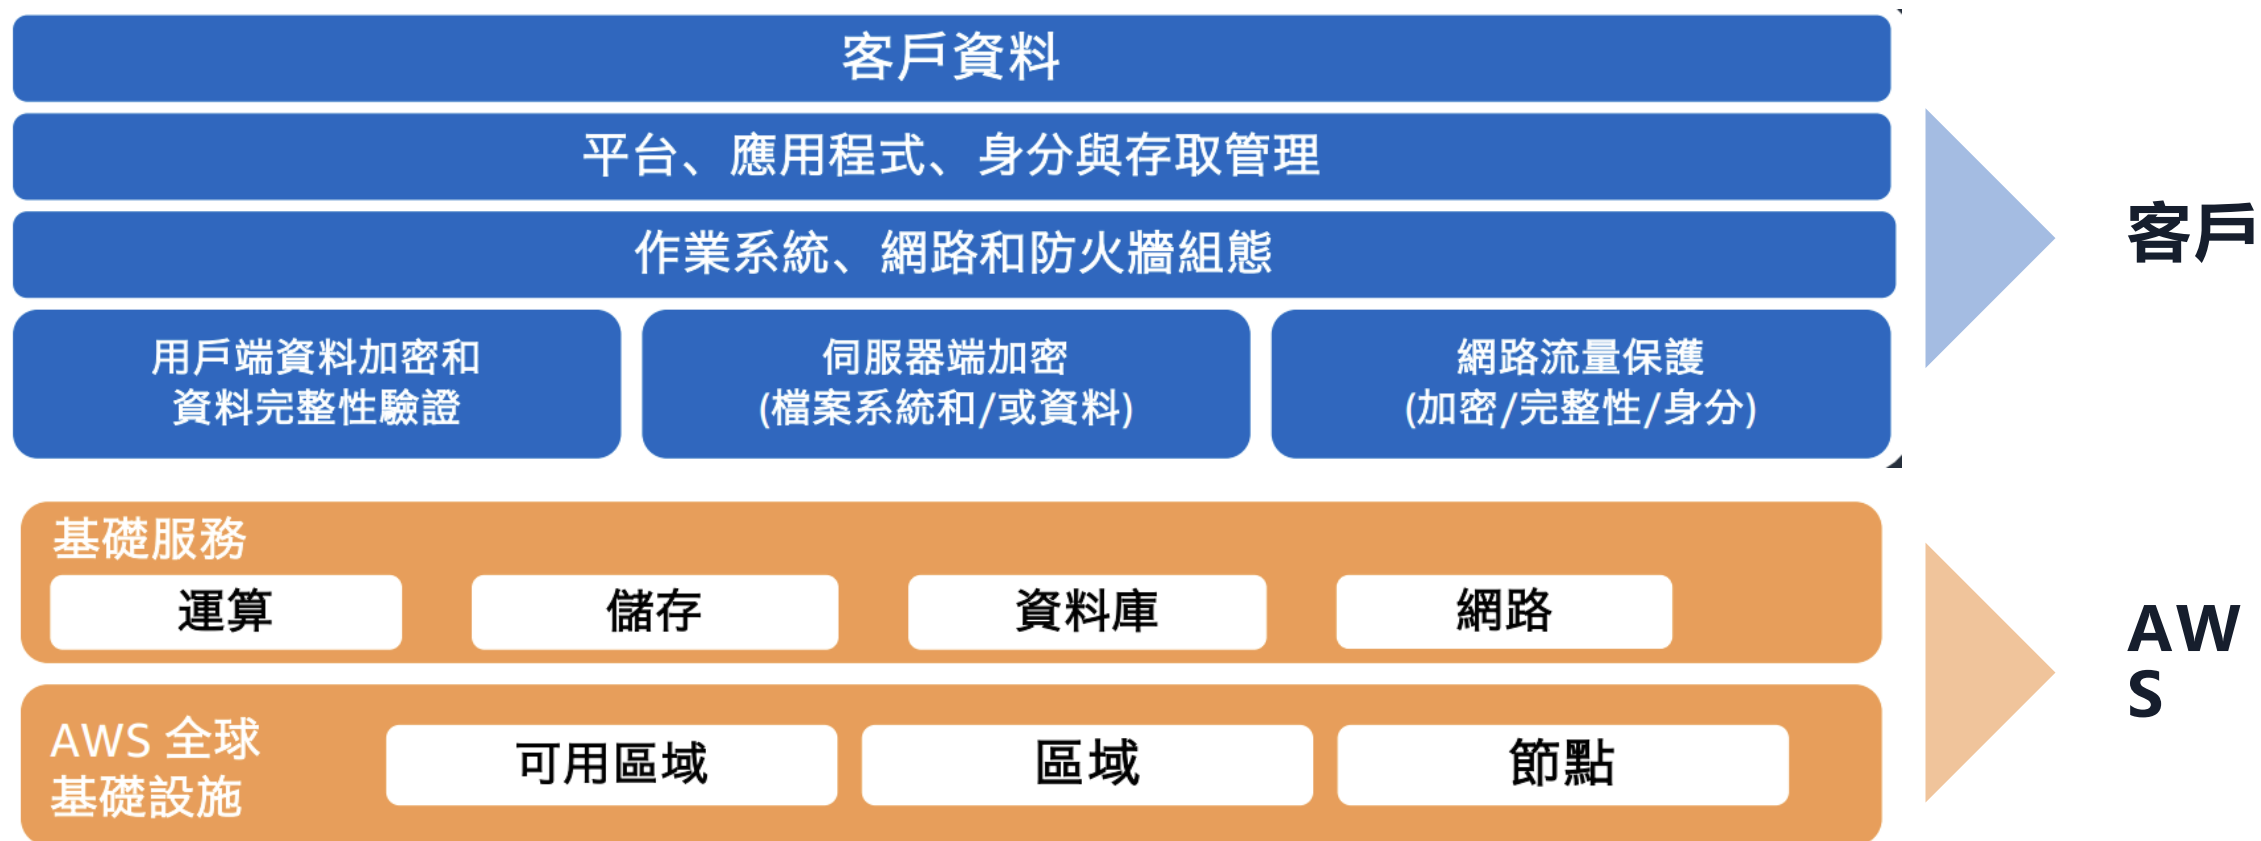 客戶資料
平台、應用程式、身分與存取管理
作業系統、網路和防火牆組態
用戶端資料加密和
資料完整性驗證
伺服器端加密
(檔案系統和/或資料)
網路流量保護
(加密/完整性/身分)
客戶
基礎服務
運算
儲存
資料庫
網路
AWS 全球
基礎設施
可用區域
區域
節點
AW
S